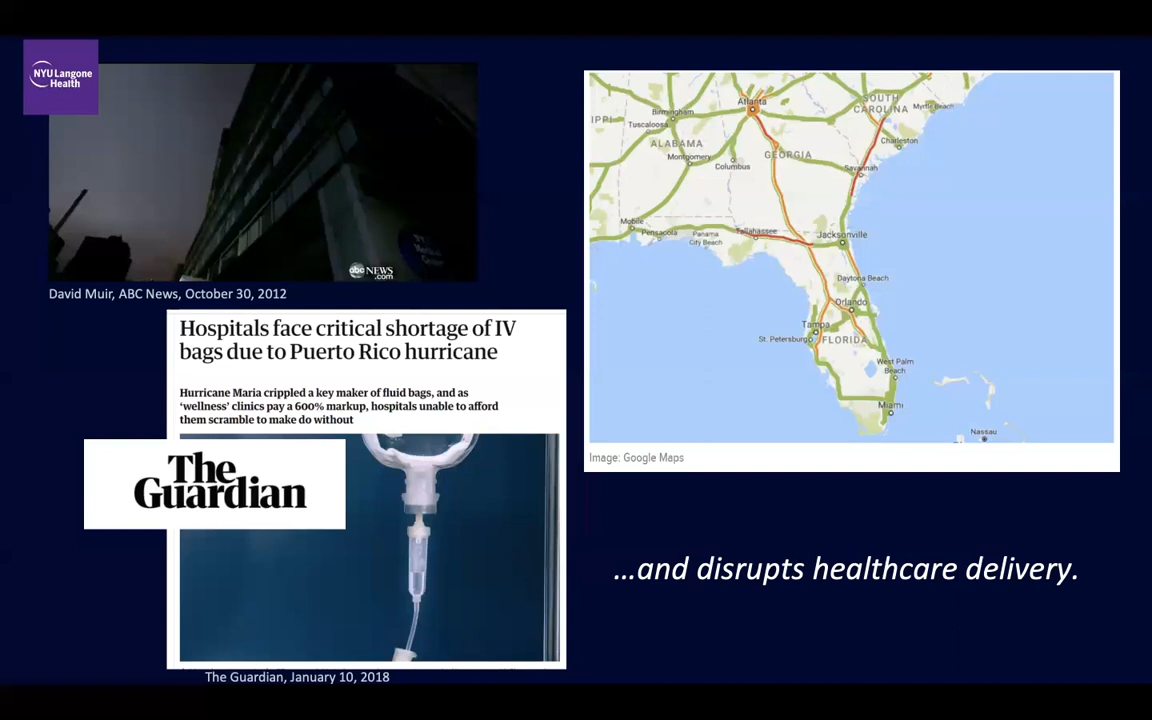 NYU Langone
Health
abc NEWS
.com
David Muir, ABC News, October 30, 2012
Hospitals face critical shortage of IV
bags due to Puerto Rico hurricane
Hurricane Maria crippled a key maker of fluid bags, and as
‘wellness’ clinics pay a 600% markup, hospitals unable to afford
them scramble to make do without
The
Guardian
The Guardian, January 10, 2018
Atlanta
SOUTH
CAROLINA
Myrtle Beach
Birmingham
IPPI
Tuscaloosa
ALABAMA
Charleston
Montgomery
GEORGIA
Columbus
Savannah
Mobile
Pensacola
Panama
City Beach
Tallahassee
Jacksonville
Daytona Beach
Orlando
Tampa
St. Petersburg
FLORIDA
West Palm
Beach
Miami
Nassau
Image: Google Maps
...and disrupts healthcare delivery.